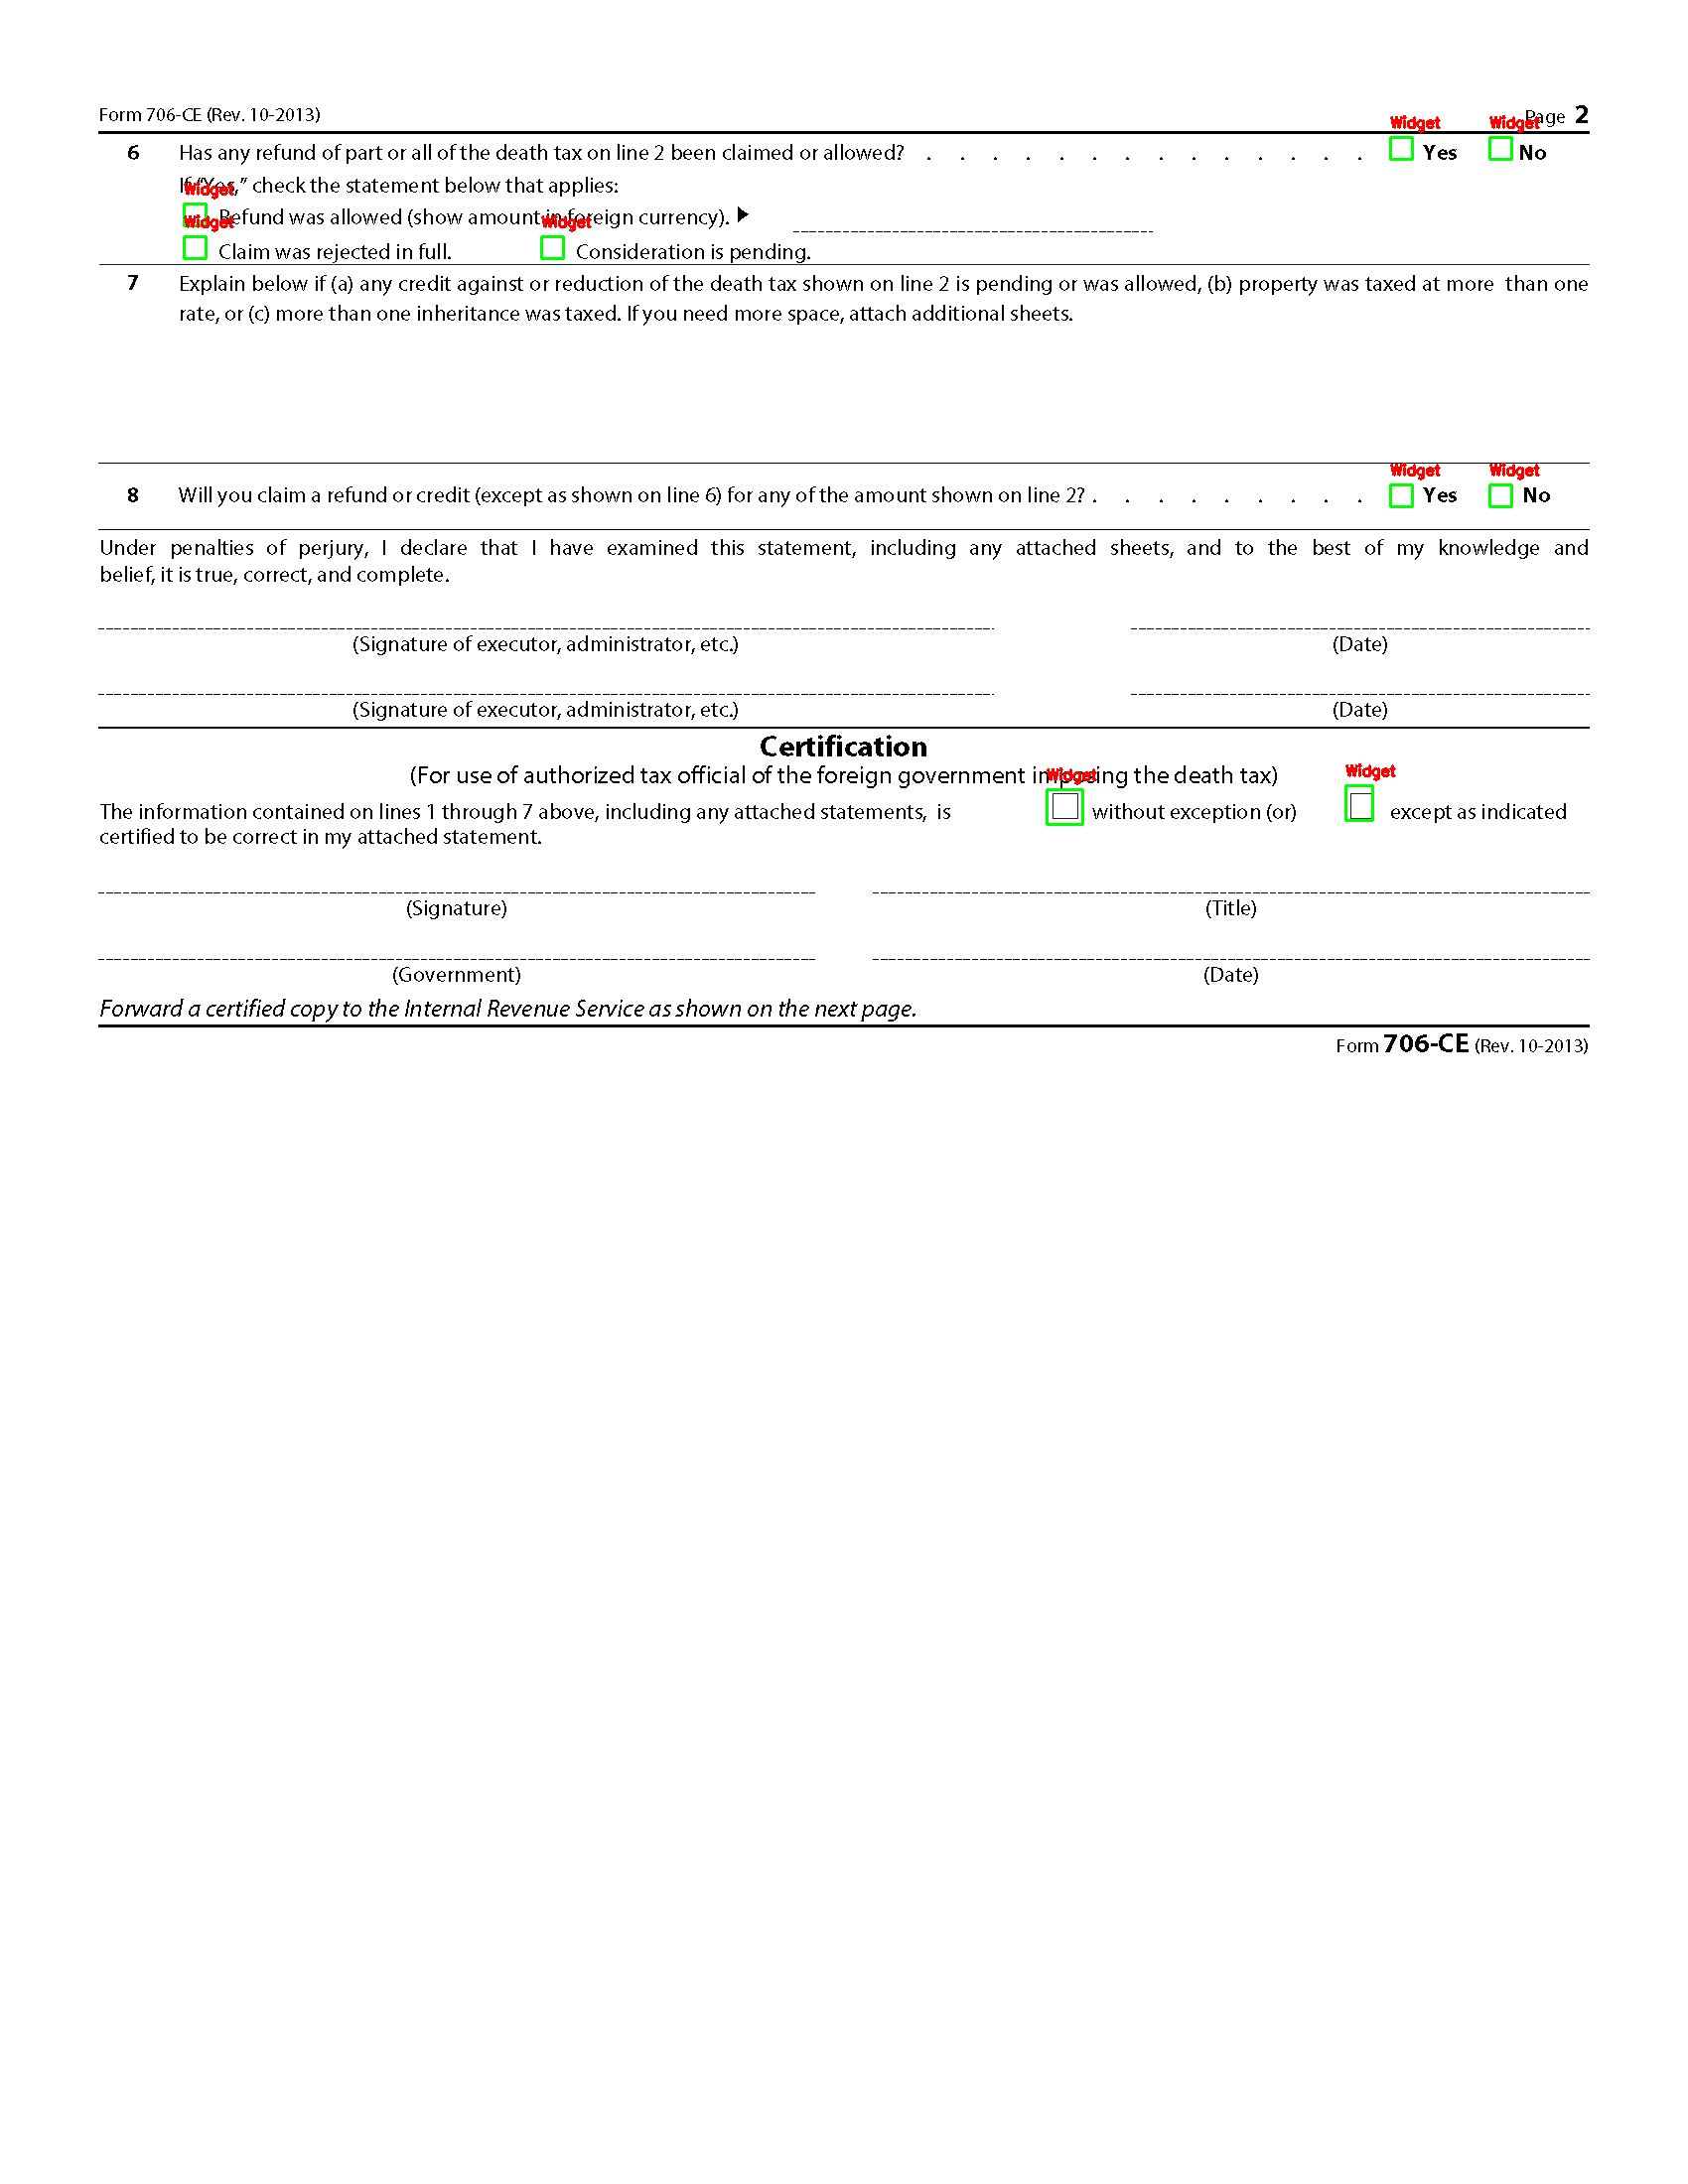 Form 706-CE (Rev. 10-2013) Page 2
Widget Widget
6 Has any refund of part or all of the death tax on line 2 been claimed or allowed? . . . . . . . . . . . . . . Yes No
If “Yes,” check the statement below that applies:
Widget
Refund was allowed (show amount in foreign currency). ▶
Widget Widget
Claim was rejected in full. Consideration is pending.
7 Explain below if (a) any credit against or reduction of the death tax shown on line 2 is pending or was allowed, (b) property was taxed at more than one
rate, or (c) more than one inheritance was taxed. If you need more space, attach additional sheets.
Widget Widget
8 Will you claim a refund or credit (except as shown on line 6) for any of the amount shown on line 2? . . . . . . . . . Yes No
Under penalties of perjury, I declare that I have examined this statement, including any attached sheets, and to the best of my knowledge and
belief, it is true, correct, and complete.
(Signature of executor, administrator, etc.) (Date)
(Signature of executor, administrator, etc.) (Date)
Certification
(For use of authorized tax official of the foreign government imposing the death tax)
Widget Widget
The information contained on lines 1 through 7 above, including any attached statements, is without exception (or) except as indicated
certified to be correct in my attached statement.
(Signature) (Title)
(Government) (Date)
Forward a certified copy to the Internal Revenue Service as shown on the next page.
Form 706-CE (Rev. 10-2013)